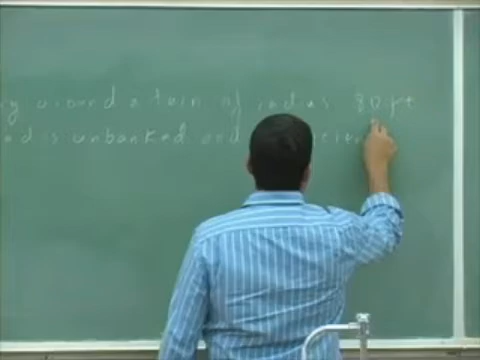 around a turn of radius 80 ft
is unbanked and